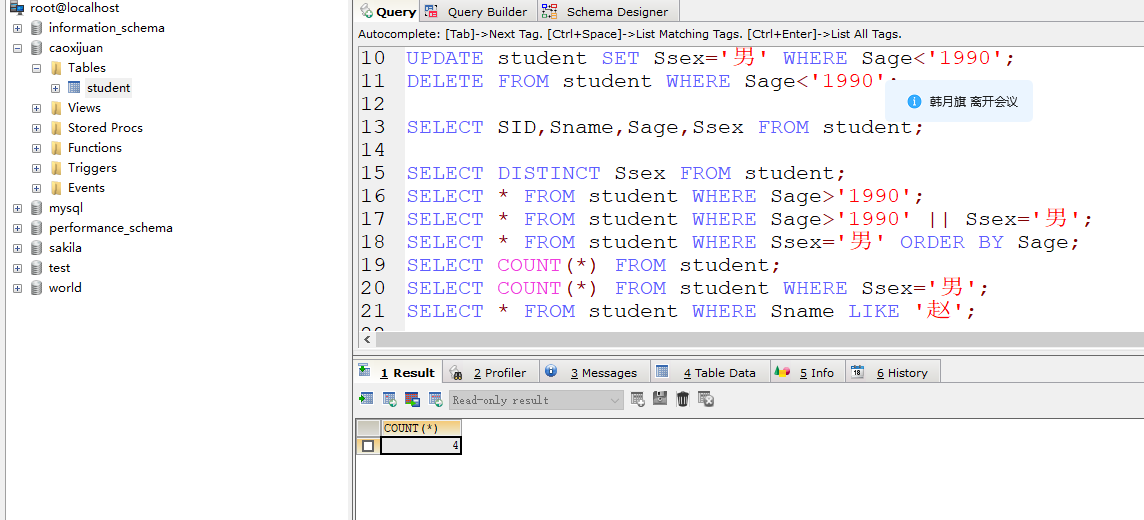 root@localhost
information_schema
caoxijuan
Tables
student
Views
Stored Procs
Functions
Triggers
Events
mysql
performance_schema
sakila
test
world
Query Query Builder Schema Designer
Autocomplete: [Tab]->Next Tag. [Ctrl+Space]->List Matching Tags. [Ctrl+Enter]->List All Tags.
10 UPDATE student SET Ssex='男' WHERE Sage<'1990';
11 DELETE FROM student WHERE Sage<'1990';
韩月旗 离开会议
12
13 SELECT SID,Sname,Sage,Ssex FROM student;
14
15 SELECT DISTINCT Ssex FROM student;
16 SELECT * FROM student WHERE Sage>'1990';
17 SELECT * FROM student WHERE Sage>'1990' || Ssex='男';
18 SELECT * FROM student WHERE Ssex='男' ORDER BY Sage;
19 SELECT COUNT(*) FROM student;
20 SELECT COUNT(*) FROM student WHERE Ssex='男';
21 SELECT * FROM student WHERE Sname LIKE '赵';
1 Result 2 Profiler 3 Messages 4 Table Data 5 Info 6 History
Read-only result
COUNT(*)
4